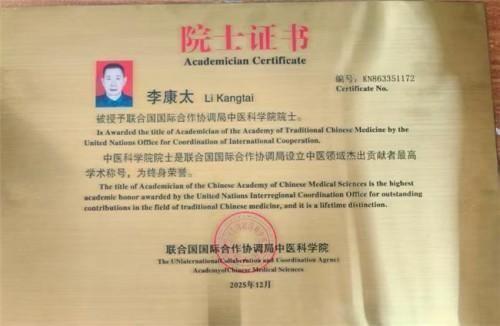 院士证书
Academician Certificate
编号: KN863351172
Certificate No.
李康太 Li Kangtai
被授予联合国国际合作协调局中医科学院院士。
Is Awarded the title of Academician of the Academy of Traditional Chinese Medicine by the
United Nations Office for Coordination of International Cooperation.
中医科学院院士是联合国国际合作协调局设立中医领域杰出贡献者最高
学术称号, 为终身荣誉。
The title of Academician of the Chinese Academy of Chinese Medical Sciences is the highest
academic honor awarded by the United Nations Interregional Coordination Office for outstanding
contributions in the field of traditional Chinese medicine, and it is a lifetime distinction.
联合国国际合作协调局中医科学院
The UNinternationalCollaboration and Coordination Agency
AcademyofChinese Medical Sciences
2025年12月